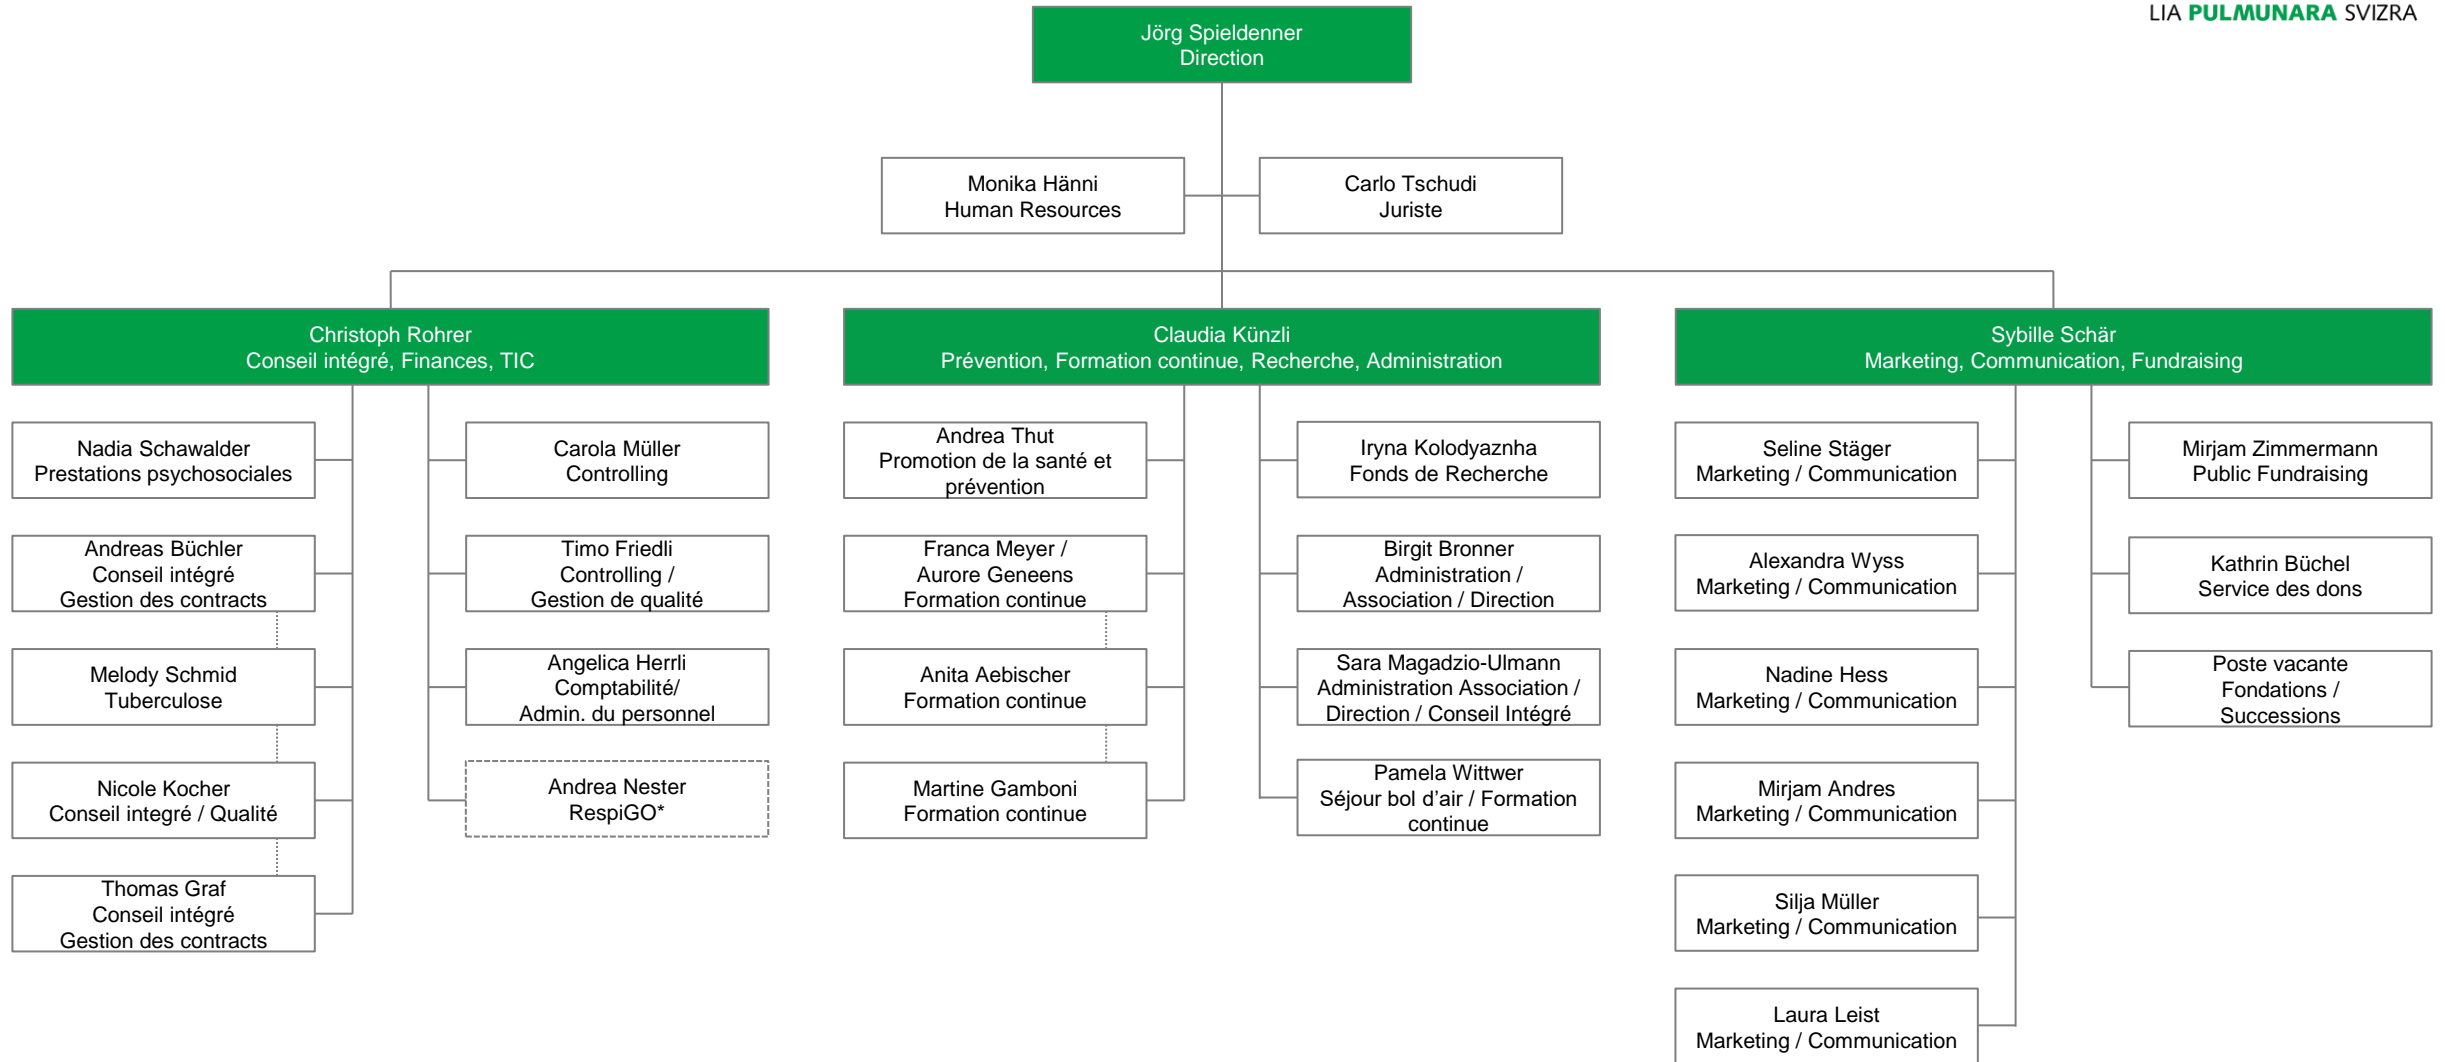 LIA PULMUNARA SVIZRA
Jörg Spieldenner
Direction
Monika Hänni
Human Resources
Carlo Tschudi
Juriste
Christoph Rohrer
Conseil intégré, Finances, TIC
Nadia Schawalder
Prestations psychosociales
Andreas Büchler
Conseil intégré
Gestion des contracts
Melody Schmid
Tuberculose
Nicole Kocher
Conseil integré / Qualité
Thomas Graf
Conseil intégré
Gestion des contracts
Carola Müller
Controlling
Timo Friedli
Controlling /
Gestion de qualité
Angelica Herrli
Comptabilité/
Admin. du personnel
Andrea Nester
RespiGO*
Claudia Künzli
Prévention, Formation continue, Recherche, Administration
Andrea Thut
Promotion de la santé et
prévention
Franca Meyer /
Aurore Geneens
Formation continue
Anita Aebischer
Formation continue
Martine Gamboni
Formation continue
Iryna Kolodyaznha
Fonds de Recherche
Birgit Bronner
Administration /
Association / Direction
Sara Magadzio-Ulmann
Administration Association /
Direction / Conseil Intégré
Pamela Wittwer
Séjour bol d’air / Formation
continue
Sybille Schär
Marketing, Communication, Fundraising
Seline Stäger
Marketing / Communication
Alexandra Wyss
Marketing / Communication
Nadine Hess
Marketing / Communication
Mirjam Andres
Marketing / Communication
Silja Müller
Marketing / Communication
Laura Leist
Marketing / Communication
Mirjam Zimmermann
Public Fundraising
Kathrin Büchel
Service des dons
Poste vacante
Fondations /
Successions